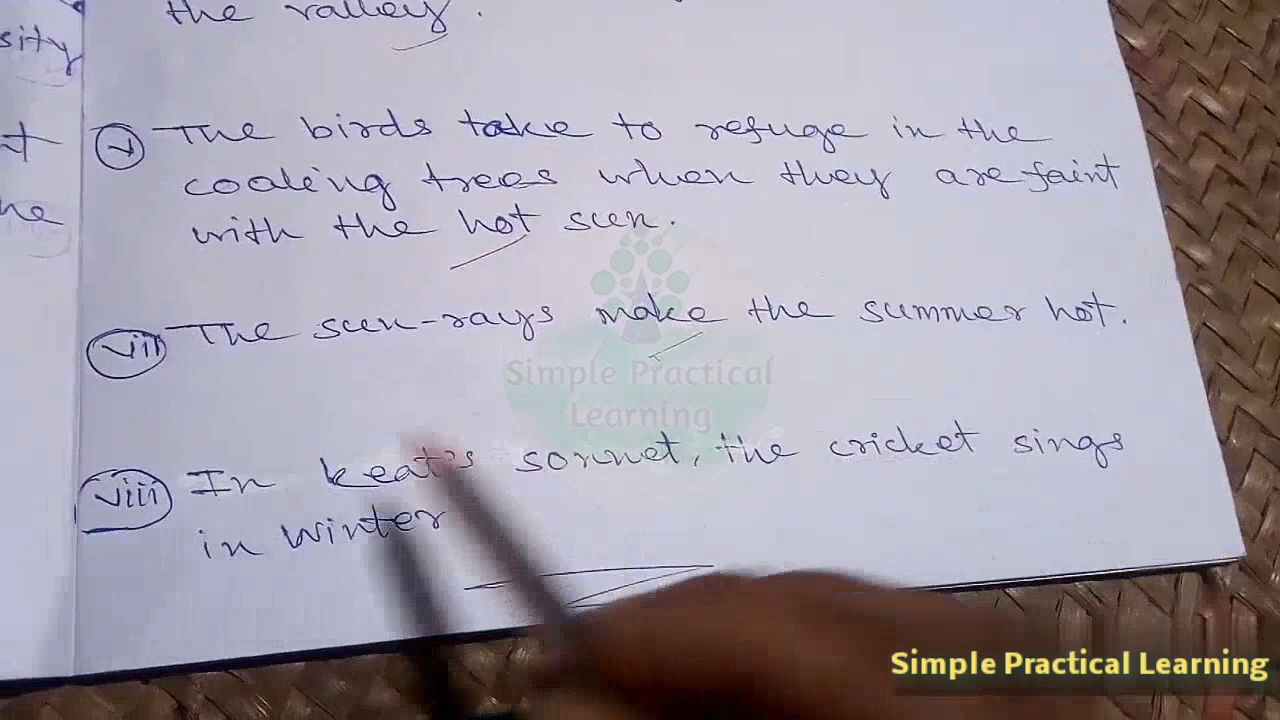 the valley.
sity
t
he
v The birds take to refuge in the
cooling trees when they are faint
with the hot sun.
vii The sun-rays make the summer hot.
viii In Keat's sonnet, the cricket sings
in winter
Simple Practical
Learning
Simple Practical Learning